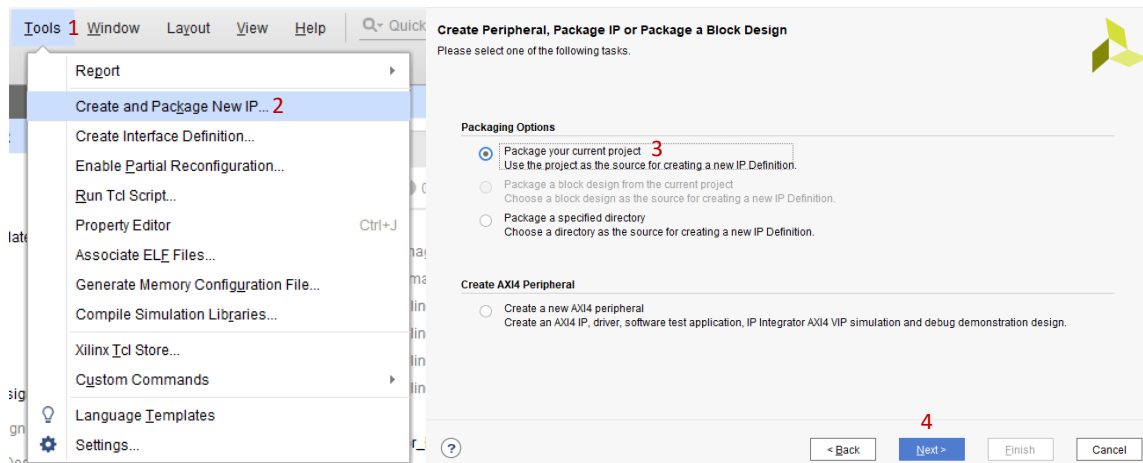 Tools 1 Window Layout View Help Quick
Report
Create and Package New IP... 2
Create Interface Definition...
Enable Partial Reconfiguration...
Run Tcl Script...
Property Editor Ctrl+J
Associate ELF Files...
Generate Memory Configuration File...
Compile Simulation Libraries...
Xilinx Tcl Store...
Custom Commands
Language Templates
Settings...
Create Peripheral, Package IP or Package a Block Design
Please select one of the following tasks.
Packaging Options
Package your current project 3
Use the project as the source for creating a new IP Definition.
Package a block design from the current project
Choose a block design as the source for creating a new IP Definition.
Package a specified directory
Choose a directory as the source for creating a new IP Definition.
Create AXI4 Peripheral
Create a new AXI4 peripheral
Create an AXI4 IP, driver, software test application, IP Integrator AXI4 VIP simulation and debug demonstration design.
4
? < Back Next > Finish Cancel